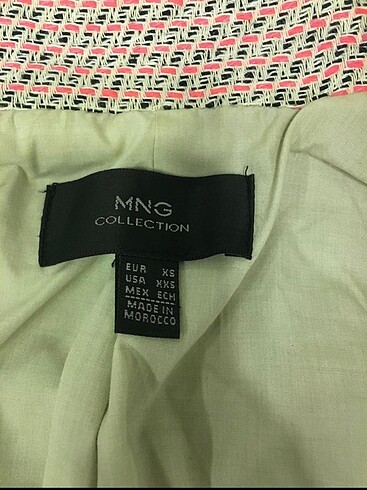 MNG
COLLECTION
EUR XS
USA XXS
MEX ECH
MADE IN
MOROCCO